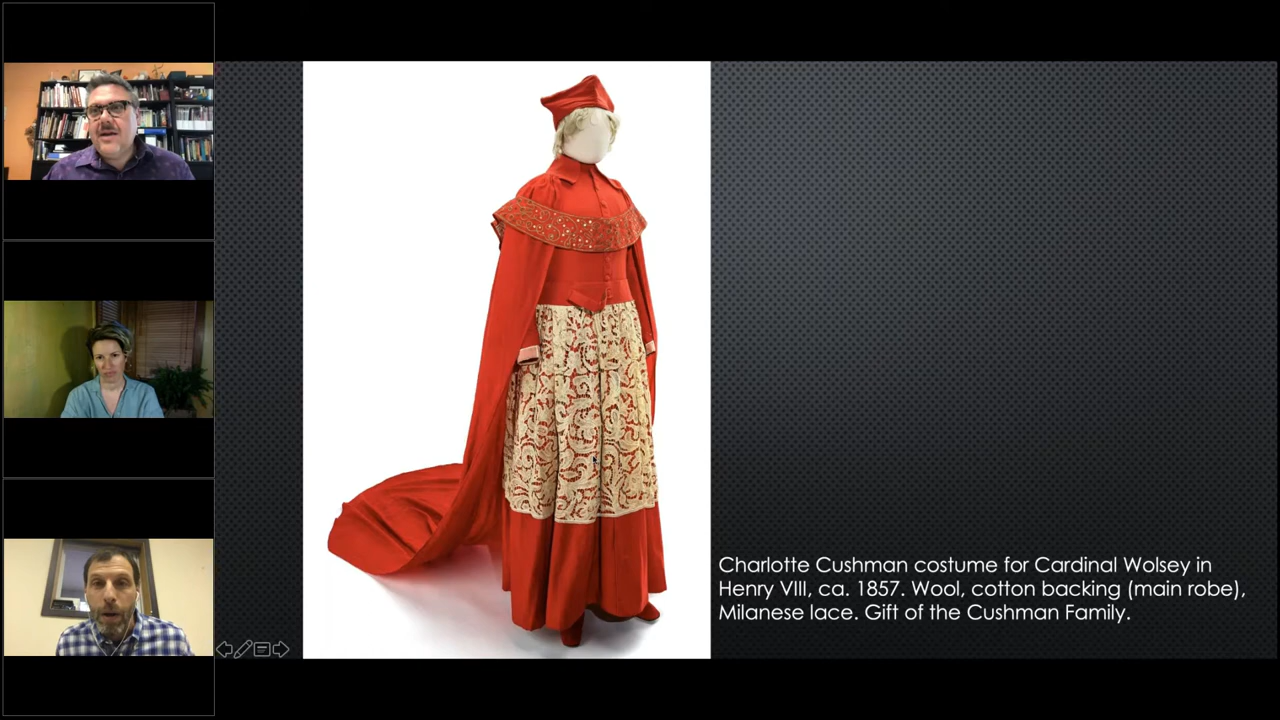 Charlotte Cushman costume for Cardinal Wolsey in
Henry VIII, ca. 1857. Wool, cotton backing (main robe),
Milanese lace. Gift of the Cushman Family.